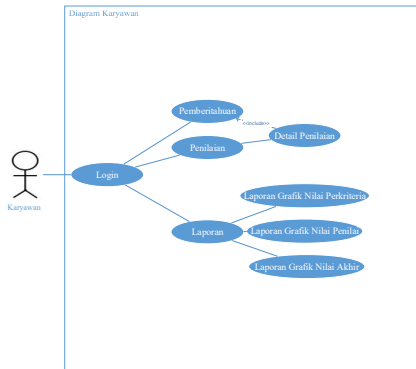 Diagram Karyawan
Pemberitahuan
<<include>>
Detail Penilaian
Penilaian
Login
Karyawan
Laporan Grafik Nilai Perkriteria
Laporan
Laporan Grafik Nilai Penilai
Laporan Grafik Nilai Akhir